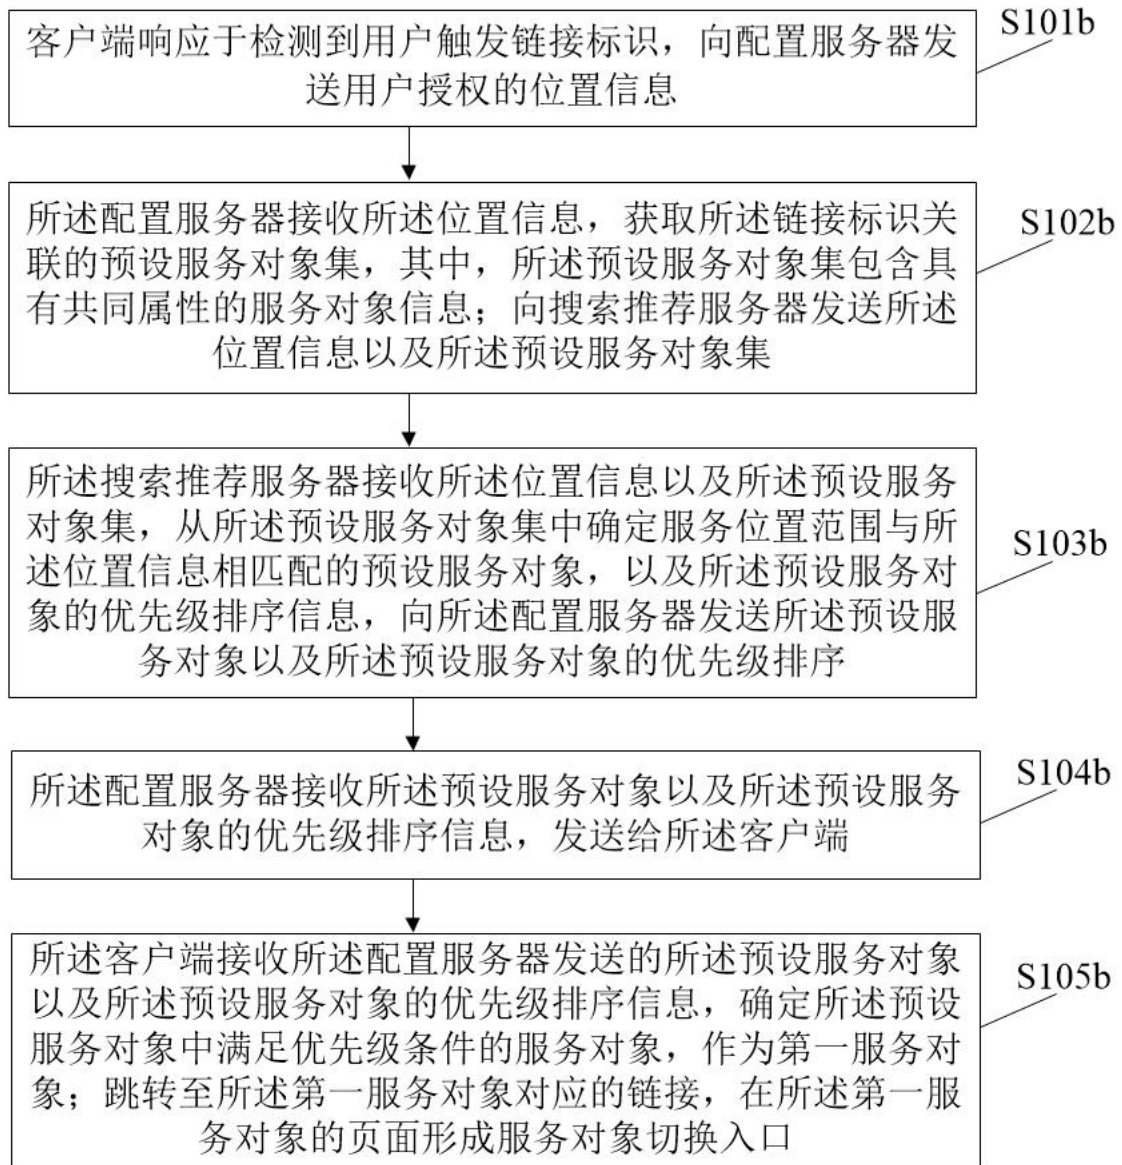 客户端响应于检测到用户触发链接标识，向配置服务器发
送用户授权的位置信息
S101b
所述配置服务器接收所述位置信息，获取所述链接标识关
联的预设服务对象集，其中，所述预设服务对象集包含具
有共同属性的服务对象信息；向搜索推荐服务器发送所述
位置信息以及所述预设服务对象集
S102b
所述搜索推荐服务器接收所述位置信息以及所述预设服务
对象集，从所述预设服务对象集中确定服务位置范围与所
述位置信息相匹配的预设服务对象，以及所述预设服务对
象的优先级排序信息，向所述配置服务器发送所述预设服
务对象以及所述预设服务对象的优先级排序
S103b
所述配置服务器接收所述预设服务对象以及所述预设服务
对象的优先级排序信息，发送给所述客户端
S104b
所述客户端接收所述配置服务器发送的所述预设服务对象
以及所述预设服务对象的优先级排序信息，确定所述预设
服务对象中满足优先级条件的服务对象，作为第一服务对
象；跳转至所述第一服务对象对应的链接，在所述第一服
务对象的页面形成服务对象切换入口
S105b